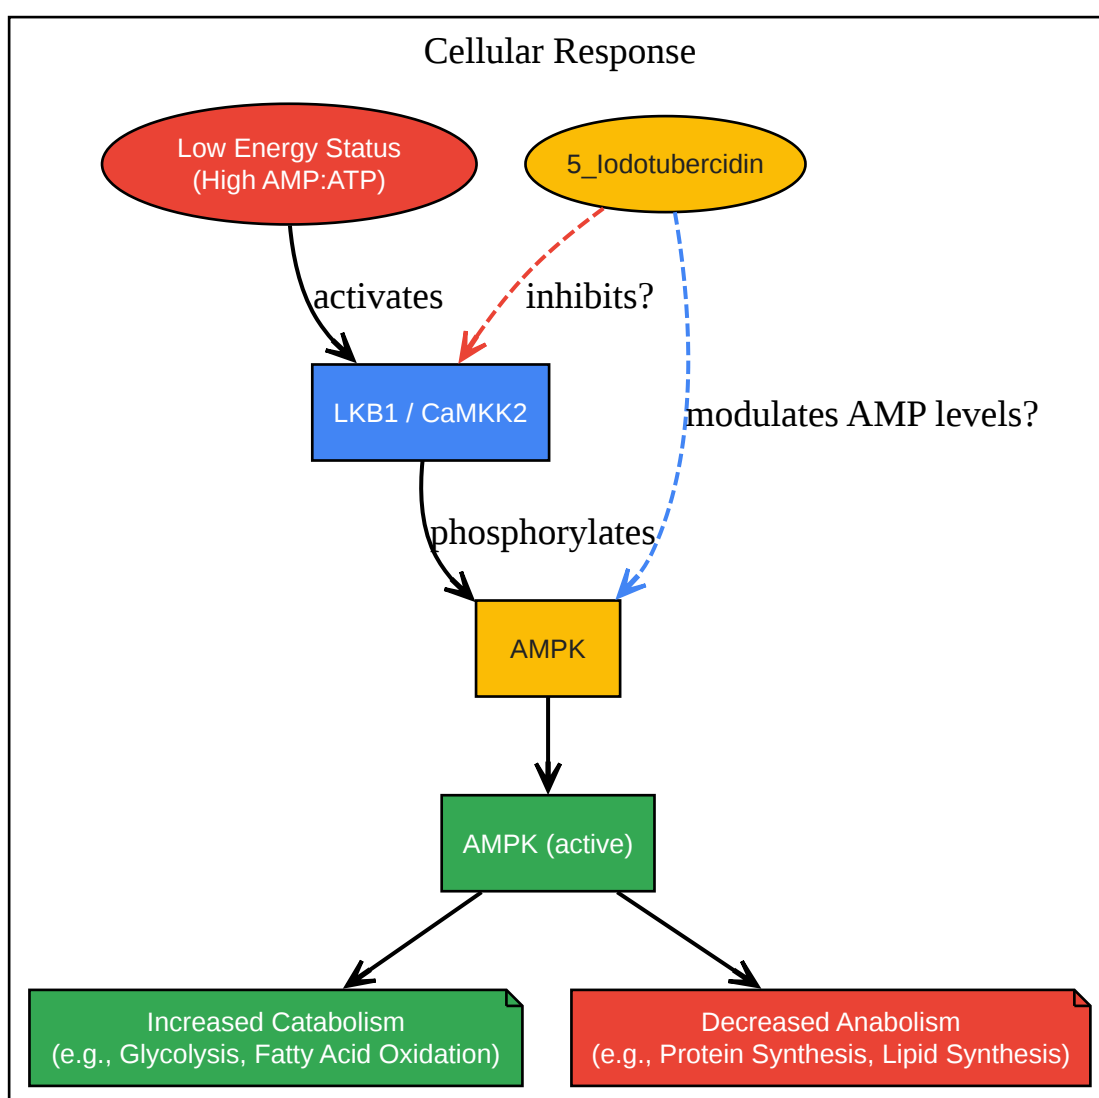 Cellular Response
Low Energy Status
(High AMP:ATP)
5_Iodotubercidin
activates
inhibits?
LKB1 / CaMKK2
modulates AMP levels?
phosphorylates
AMPK
AMPK (active)
Increased Catabolism
(e.g., Glycolysis, Fatty Acid Oxidation)
Decreased Anabolism
(e.g., Protein Synthesis, Lipid Synthesis)